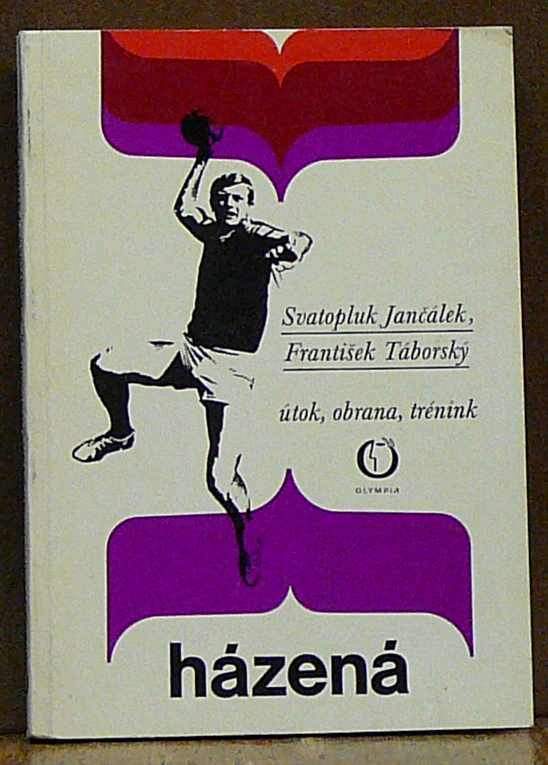 Svatopluk Jančálek,
František Táborský
útok, obrana, trénink
OLYMPIA
házená